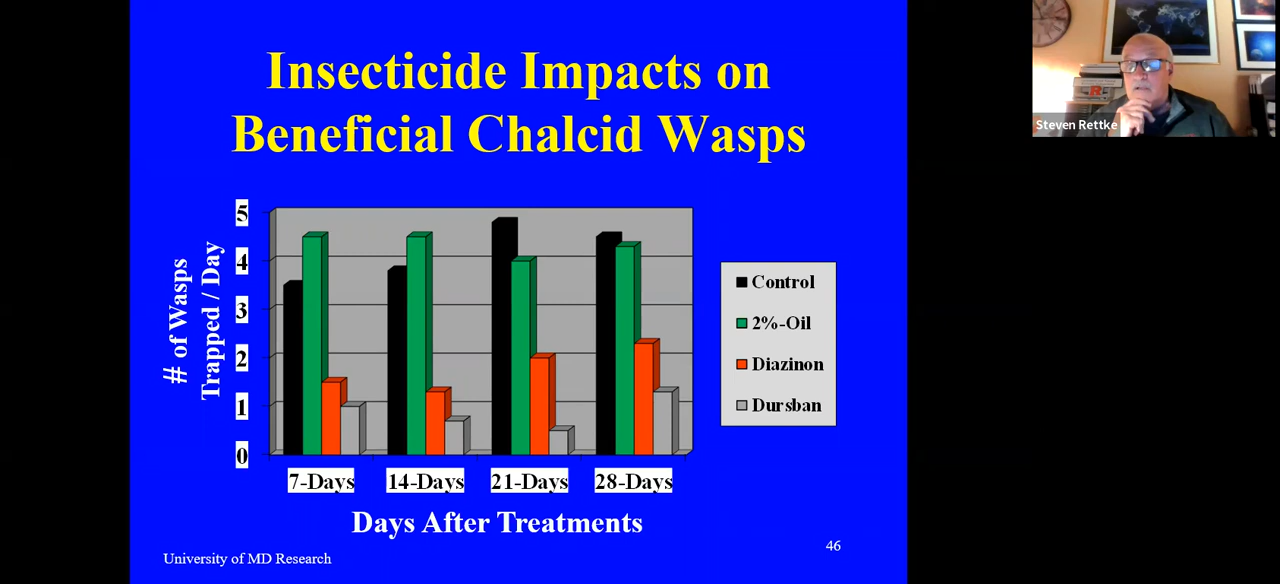 Insecticide Impacts on
Beneficial Chalcid Wasps
# of Wasps
Trapped / Day
5
4
3
2
1
0
7-Days
14-Days
21-Days
28-Days
Days After Treatments
Control
2%-Oil
Diazinon
Dursban
University of MD Research
46
Steven Rettke